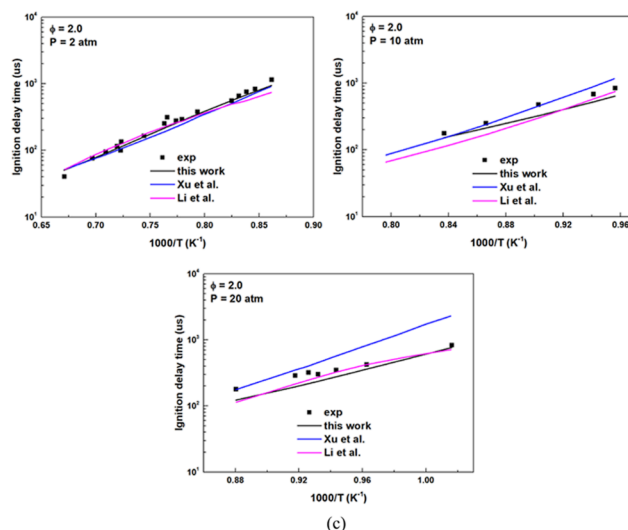 ϕ = 2.0
P = 2 atm
Ignition delay time (us)
10⁴
10³
10²
10¹
exp
this work
Xu et al.
Li et al.
0.65 0.70 0.75 0.80 0.85 0.90
1000/T (K⁻¹)
ϕ = 2.0
P = 10 atm
Ignition delay time (us)
10⁴
10³
10²
10¹
exp
this work
Xu et al.
Li et al.
0.80 0.84 0.88 0.92 0.96
1000/T (K⁻¹)
ϕ = 2.0
P = 20 atm
Ignition delay time (us)
10⁴
10³
10²
10¹
exp
this work
Xu et al.
Li et al.
0.88 0.92 0.96 1.00
1000/T (K⁻¹)
(c)